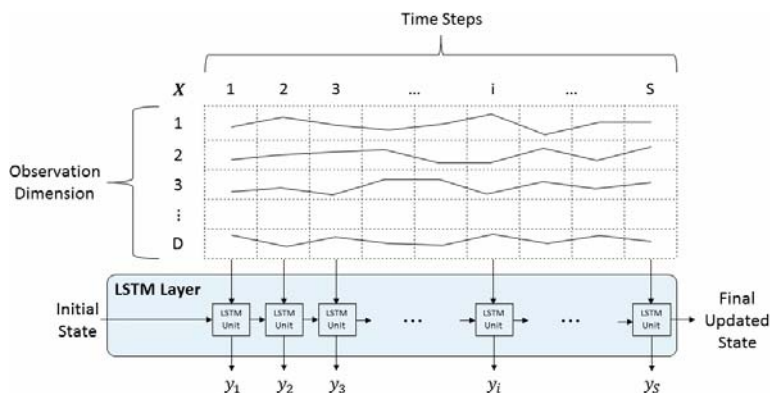 Time Steps
X 1 2 3 ... i ... S
1
2
Observation
Dimension
3
⋮
D
LSTM Layer
Initial
State
LSTM
Unit
LSTM
Unit
LSTM
Unit
...
LSTM
Unit
...
LSTM
Unit
Final
Updated
State
y₁ y₂ y₃ yᵢ y_S